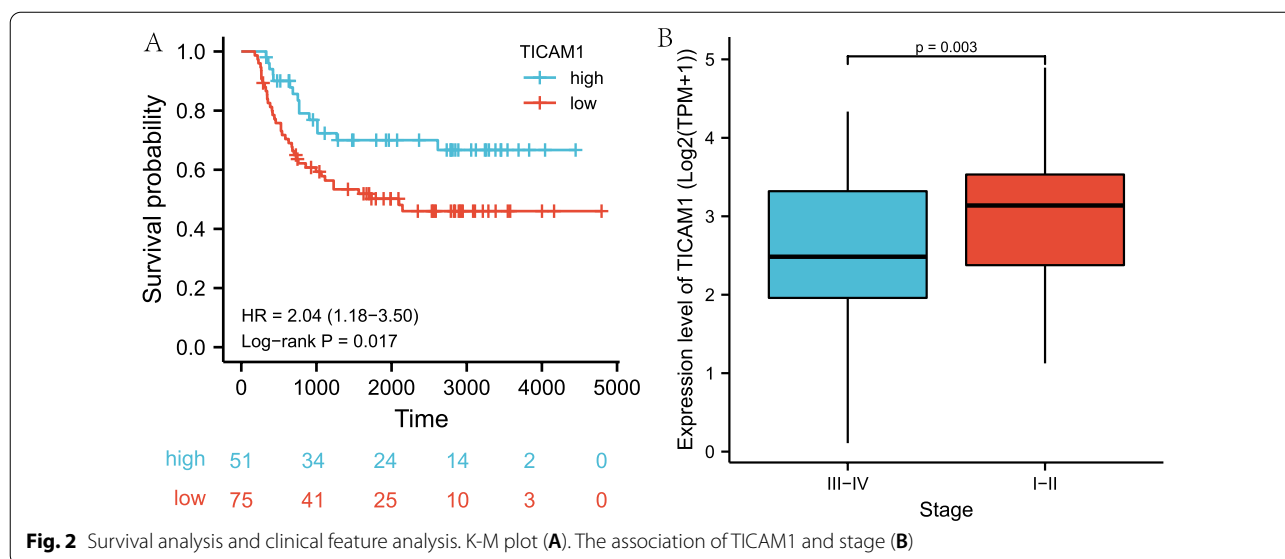 A
Survival probability
1.0
0.8
0.6
0.4
0.2
0.0
TICAM1
high
low
HR = 2.04 (1.18−3.50)
Log−rank P = 0.017
0 1000 2000 3000 4000 5000
Time
high 51 34 24 14 2 0
low 75 41 25 10 3 0
B
Expression level of TICAM1 (Log2(TPM+1))
5
4
3
2
1
0
p = 0.003
III−IV I−II
Stage
Fig. 2 Survival analysis and clinical feature analysis. K-M plot (A). The association of TICAM1 and stage (B)